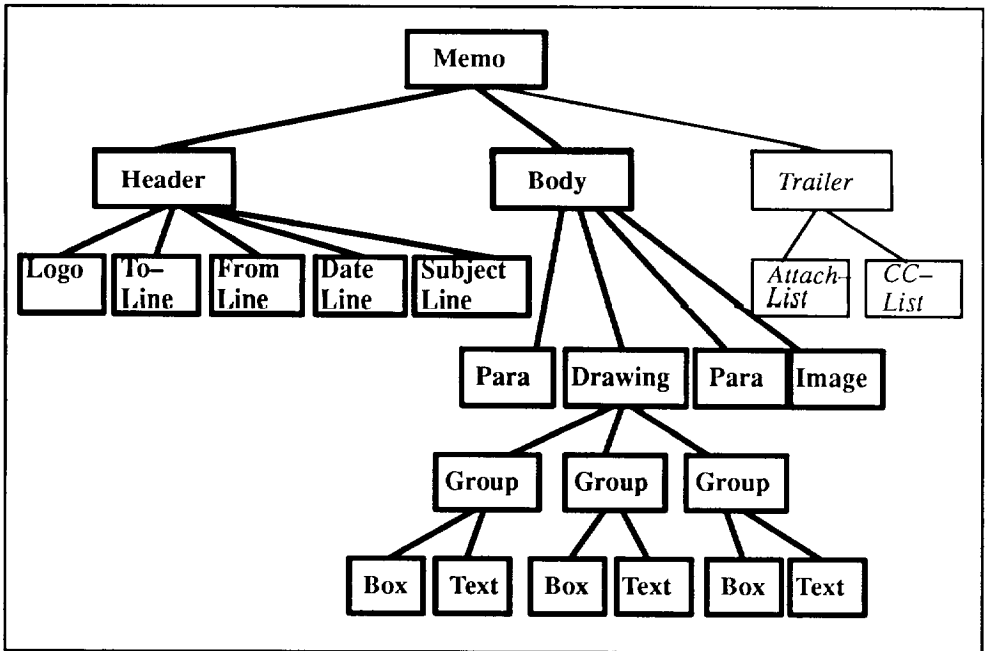 Memo
Header
Body
Trailer
Logo
To–
Line
From
Line
Date
Line
Subject
Line
Attach–
List
CC–
List
Para
Drawing
Para
Image
Group
Group
Group
Box
Text
Box
Text
Box
Text